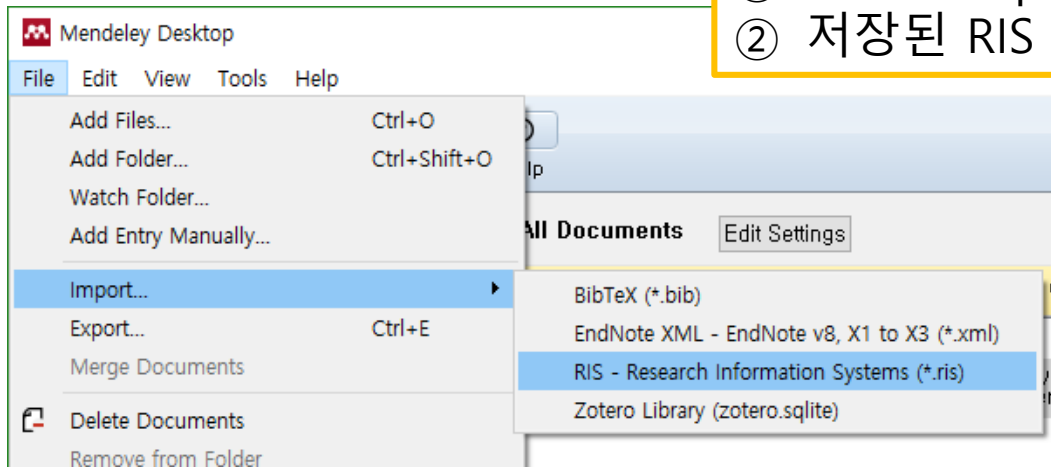 ② 저장된 RIS
Mendeley Desktop
File Edit View Tools Help
Add Files... Ctrl+O
Add Folder... Ctrl+Shift+O
Watch Folder...
Add Entry Manually...
All Documents Edit Settings
Import...
Export... Ctrl+E
Merge Documents
Delete Documents
Remove from Folder
BibTeX (*.bib)
EndNote XML - EndNote v8, X1 to X3 (*.xml)
RIS - Research Information Systems (*.ris)
Zotero Library (zotero.sqlite)